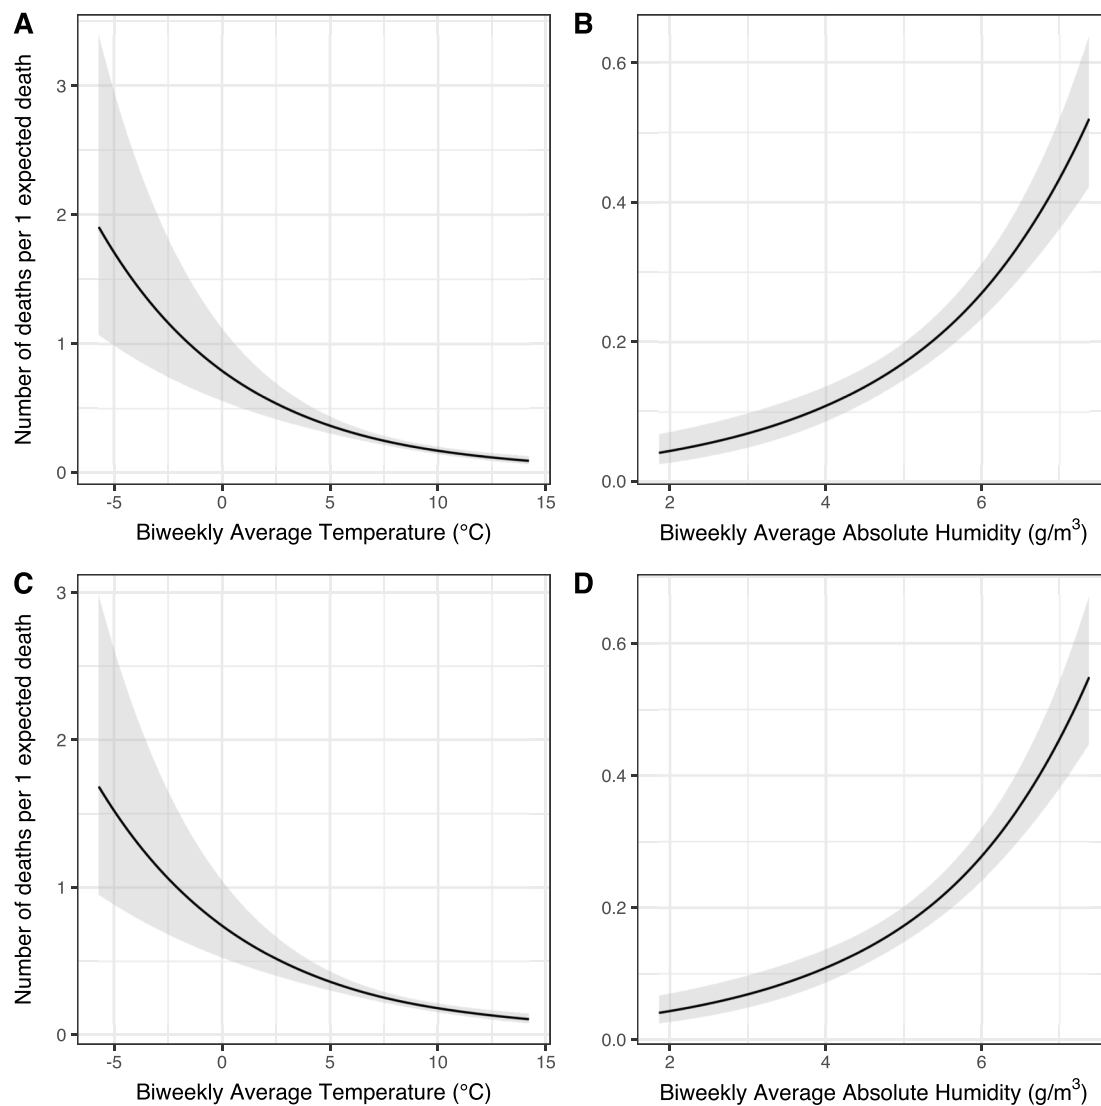 A
Number of deaths per 1 expected death
3
2
1
0
-5 0 5 10 15
Biweekly Average Temperature (°C)
B
0.6
0.4
0.2
0.0
2 4 6
Biweekly Average Absolute Humidity (g/m³)
C
Number of deaths per 1 expected death
3
2
1
0
-5 0 5 10 15
Biweekly Average Temperature (°C)
D
0.6
0.4
0.2
0.0
2 4 6
Biweekly Average Absolute Humidity (g/m³)